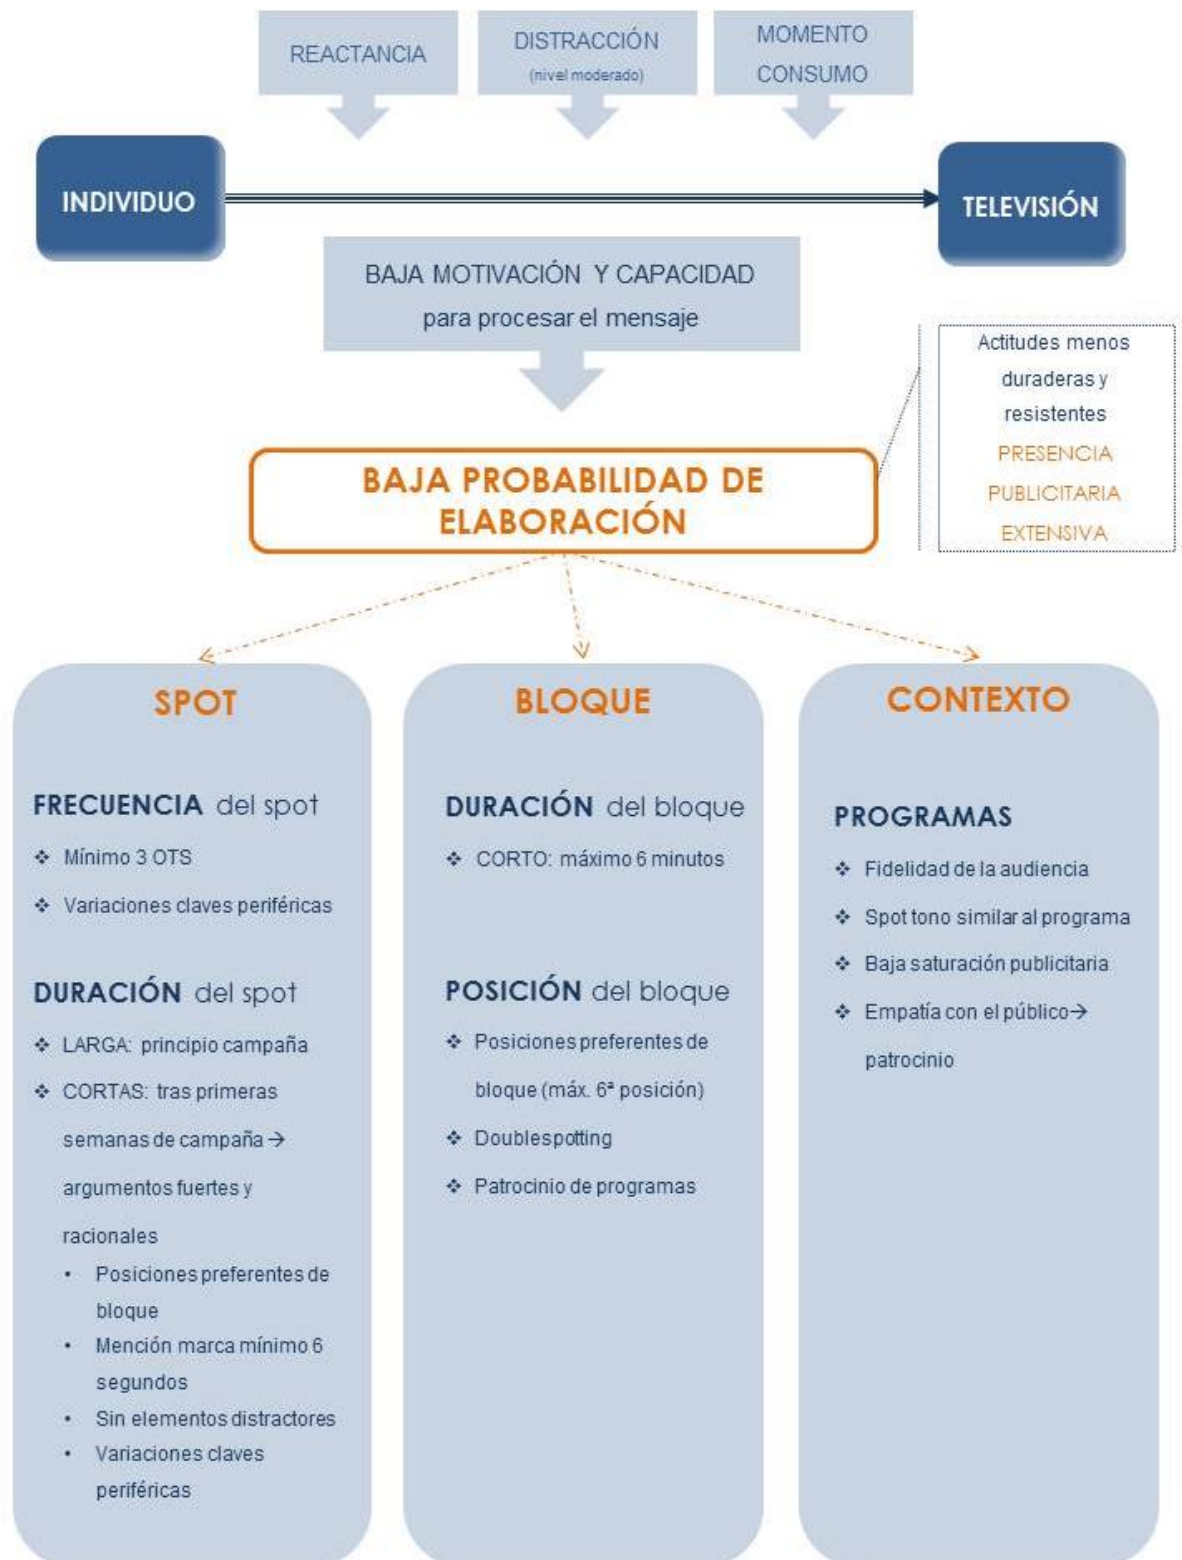 REACTANCIA
DISTRACCIÓN
(nivel moderado)
MOMENTO
CONSUMO
INDIVIDUO
TELEVISIÓN
BAJA MOTIVACIÓN Y CAPACIDAD
para procesar el mensaje
Actitudes menos
duraderas y
resistentes
PRESENCIA
PUBLICITARIA
EXTENSIVA
BAJA PROBABILIDAD DE
ELABORACIÓN
SPOT
FRECUENCIA del spot
❖ Mínimo 3 OTS
❖ Variaciones claves periféricas
DURACIÓN del spot
❖ LARGA: principio campaña
❖ CORTAS: tras primeras
semanas de campaña →
argumentos fuertes y
racionales
• Posiciones preferentes de
bloque
• Mención marca mínimo 6
segundos
• Sin elementos distractores
• Variaciones claves
periféricas
BLOQUE
DURACIÓN del bloque
❖ CORTO: máximo 6 minutos
POSICIÓN del bloque
❖ Posiciones preferentes de
bloque (máx. 6ª posición)
❖ Doublespotting
❖ Patrocinio de programas
CONTEXTO
PROGRAMAS
❖ Fidelidad de la audiencia
❖ Spot tono similar al programa
❖ Baja saturación publicitaria
❖ Empatía con el público→
patrocinio